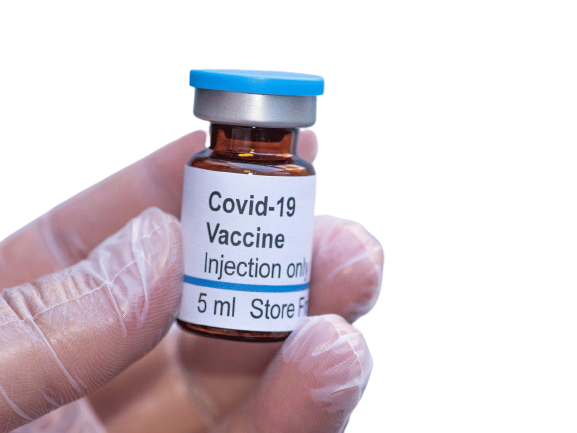 Covid-19
Vaccine
Injection only
5 ml Store